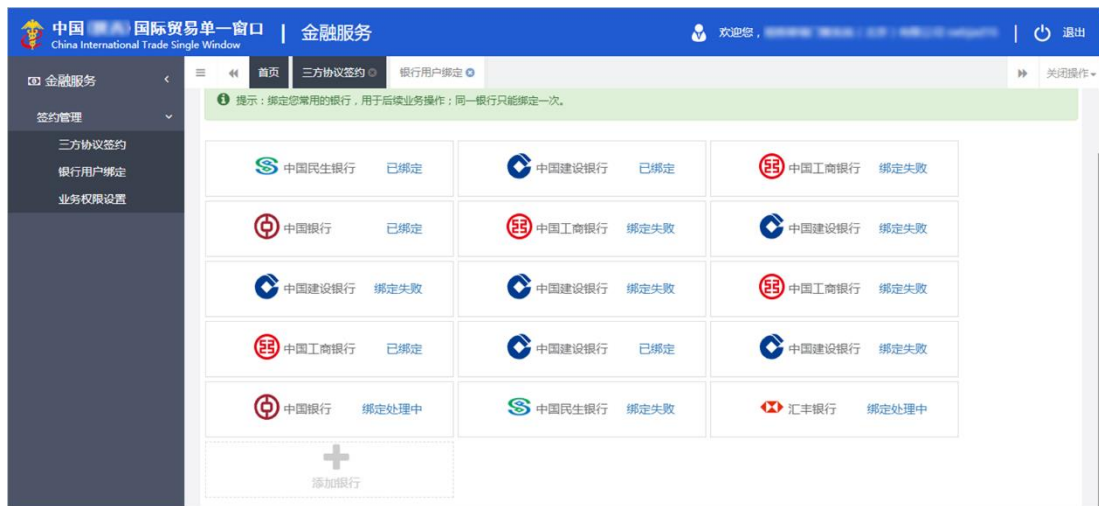 中国 国际贸易单一窗口 | 金融服务
China International Trade Single Window
欢迎您，
退出
金融服务
首页 三方协议签约 银行用户绑定
关闭操作
提示：绑定您常用的银行，用于后续业务操作；同一银行只能绑定一次。
签约管理
三方协议签约
银行用户绑定
业务权限设置
中国民生银行 已绑定
中国建设银行 已绑定
中国工商银行 绑定失败
中国银行 已绑定
中国工商银行 绑定失败
中国建设银行 绑定失败
中国建设银行 绑定失败
中国建设银行 绑定失败
中国工商银行 绑定失败
中国工商银行 已绑定
中国建设银行 已绑定
中国建设银行 绑定失败
中国银行 绑定处理中
中国民生银行 绑定失败
汇丰银行 绑定处理中
添加银行